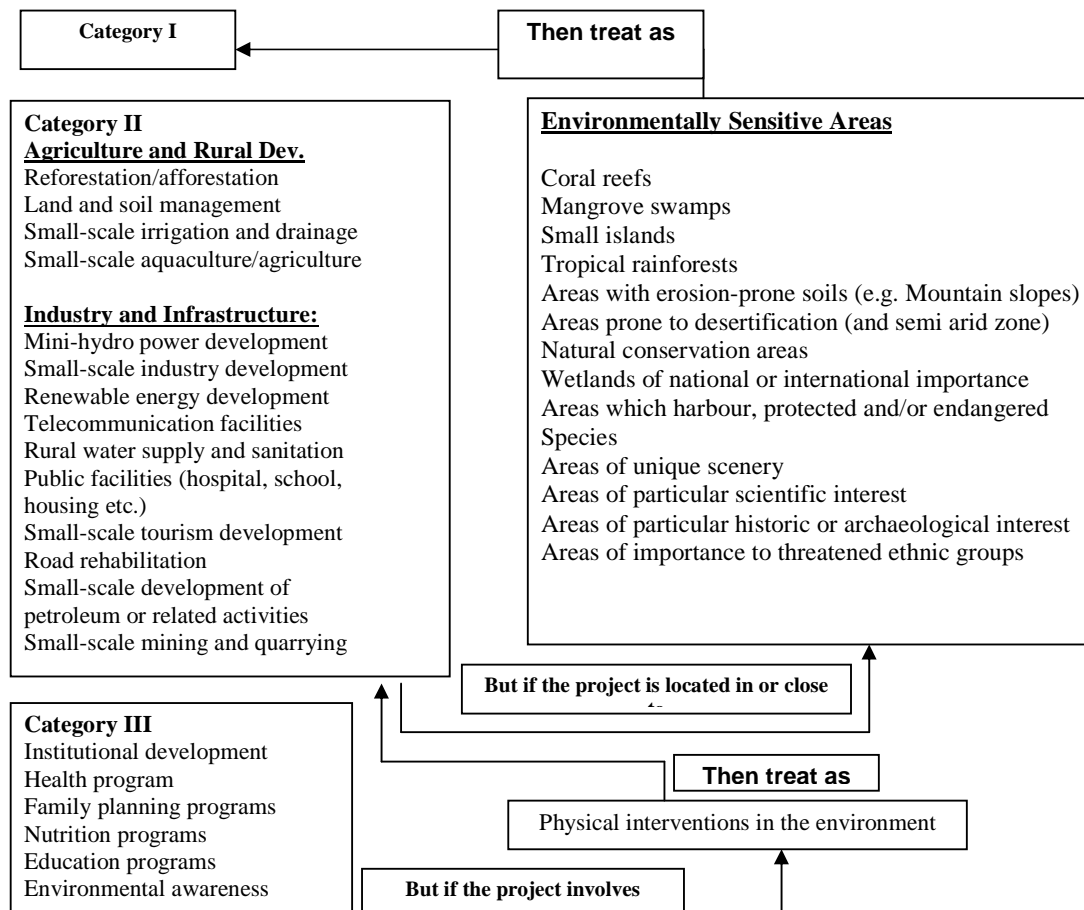 Category I
Then treat as
Category II
Agriculture and Rural Dev.
Reforestation/afforestation
Land and soil management
Small-scale irrigation and drainage
Small-scale aquaculture/agriculture
Industry and Infrastructure:
Mini-hydro power development
Small-scale industry development
Renewable energy development
Telecommunication facilities
Rural water supply and sanitation
Public facilities (hospital, school,
housing etc.)
Small-scale tourism development
Road rehabilitation
Small-scale development of
petroleum or related activities
Small-scale mining and quarrying
Environmentally Sensitive Areas
Coral reefs
Mangrove swamps
Small islands
Tropical rainforests
Areas with erosion-prone soils (e.g. Mountain slopes)
Areas prone to desertification (and semi arid zone)
Natural conservation areas
Wetlands of national or international importance
Areas which harbour, protected and/or endangered
Species
Areas of unique scenery
Areas of particular scientific interest
Areas of particular historic or archaeological interest
Areas of importance to threatened ethnic groups
But if the project is located in or close
Category III
Institutional development
Health program
Family planning programs
Nutrition programs
Education programs
Environmental awareness
Then treat as
Physical interventions in the environment
But if the project involves